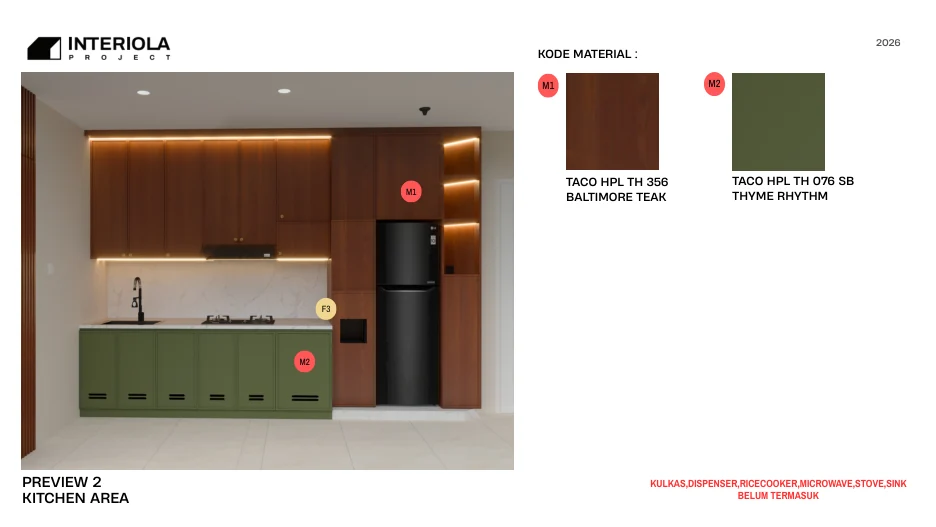 INTERIOLA
PROJECT
2026
KODE MATERIAL :
M1
M2
TACO HPL TH 356
BALTIMORE TEAK
TACO HPL TH 076 SB
THYME RHYTHM
M1
F3
M2
PREVIEW 2
KITCHEN AREA
KULKAS,DISPENSER,RICECOOKER,MICROWAVE,STOVE,SINK
BELUM TERMASUK